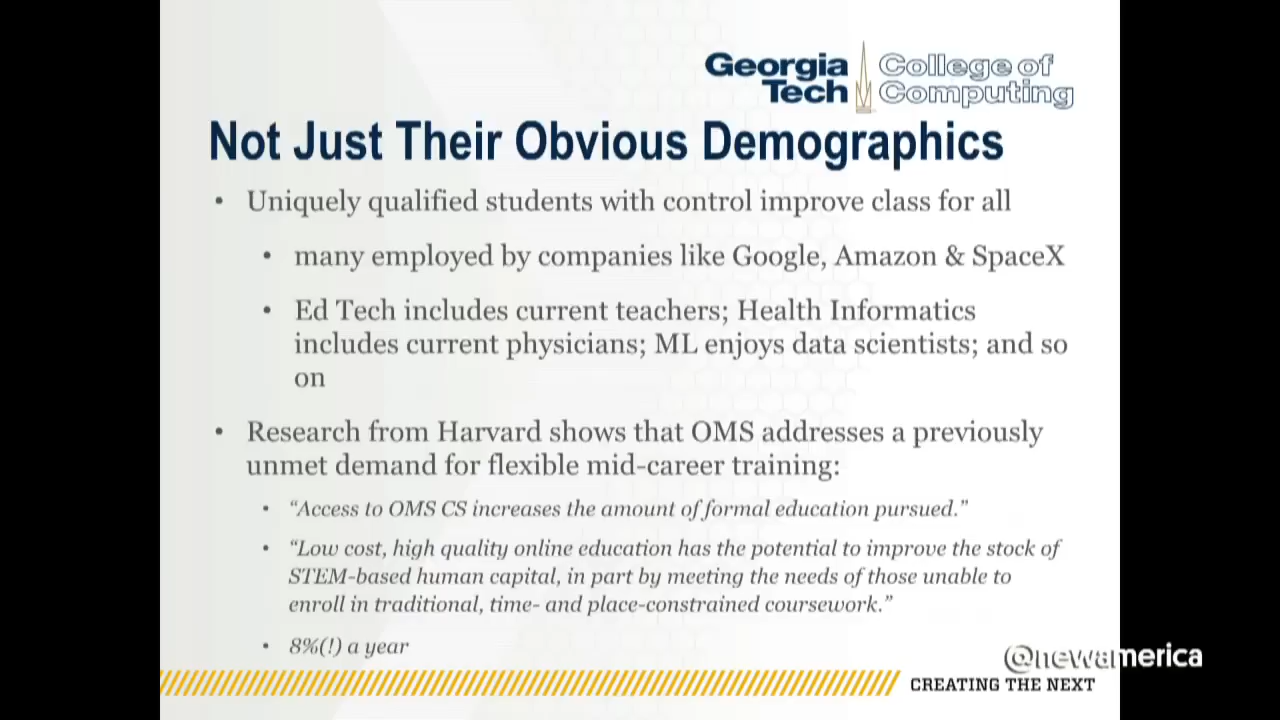 Georgia Tech
College of Computing
Not Just Their Obvious Demographics
• Uniquely qualified students with control improve class for all
• many employed by companies like Google, Amazon & SpaceX
• Ed Tech includes current teachers; Health Informatics
includes current physicians; ML enjoys data scientists; and so
on
• Research from Harvard shows that OMS addresses a previously
unmet demand for flexible mid-career training:
• “Access to OMS CS increases the amount of formal education pursued.”
• “Low cost, high quality online education has the potential to improve the stock of
STEM-based human capital, in part by meeting the needs of those unable to
enroll in traditional, time- and place-constrained coursework.”
• 8%(!) a year
@newamerica
CREATING THE NEXT